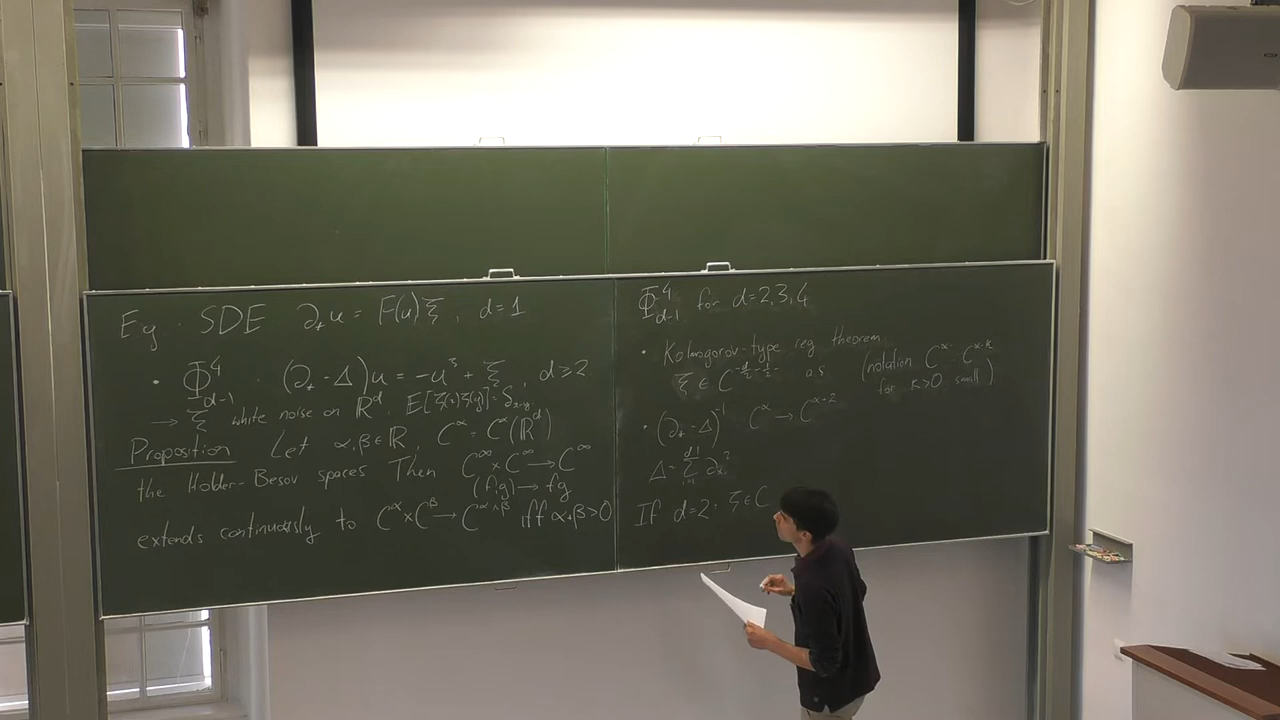 E.g · SDE ∂ₜu = F(u)ξ, d=1
· Φ⁴_{d-1} · (∂ₜ-Δ)u = -u³ + ξ, d≥2
→ ξ white noise on ℝᵈ, E[ξ(x)ξ(y)] = δ_{x-y}
Proposition Let α,β∈ℝ, C^α = C^α(ℝᵈ)
the Hölder-Besov spaces Then C^∞ × C^∞ → C^∞
(f,g) → fg
extends continuously to C^α×C^β → C^{α∧β} iff α+β>0
Φ⁴_{d-1} for d=2,3,4
· Kolmogorov-type reg theorem
ξ ∈ C^{-d/2-1/2-} a.s (notation C^{α-} C^{α-κ}
for κ>0 small)
· (∂ₜ-Δ)^{-1} C^α → C^{α+2}
Δ = Σ_{i=1}^{d-1} ∂_{x_i}²
If d=2: ξ∈C